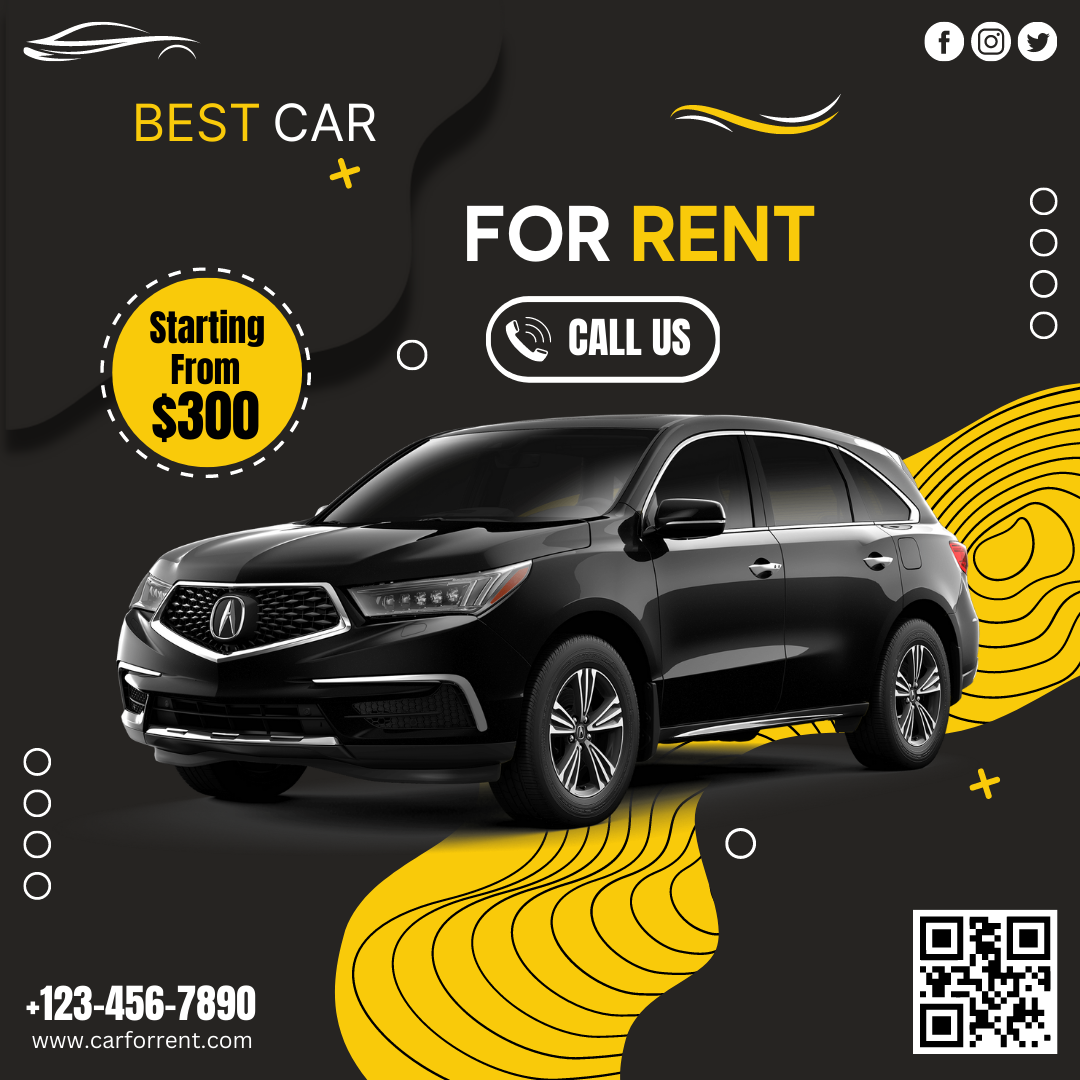 BEST CAR
FOR RENT
CALL US
Starting
From
$300
+123-456-7890
www.carforrent.com